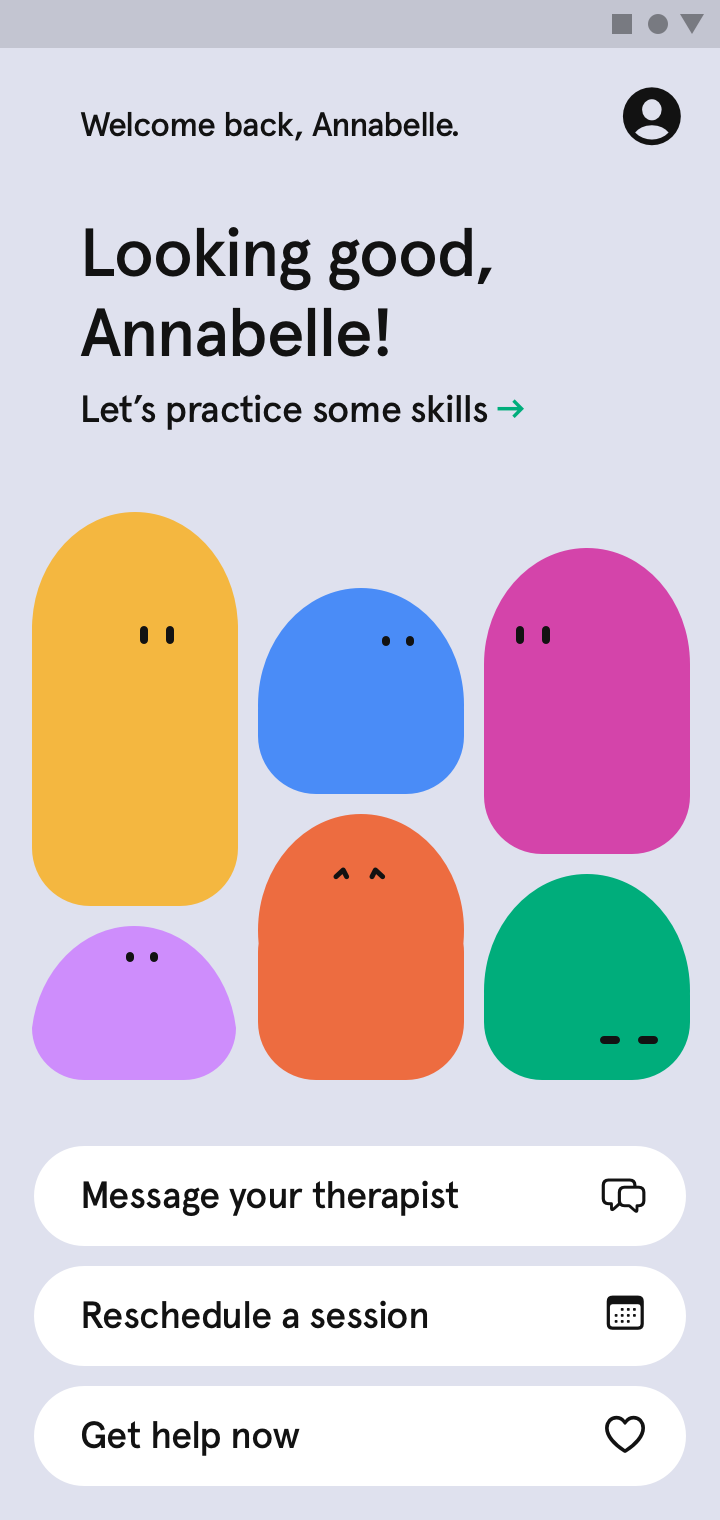 Welcome back, Annabelle.
Looking good,
Annabelle!
Let’s practice some skills →
Message your therapist
Reschedule a session
Get help now